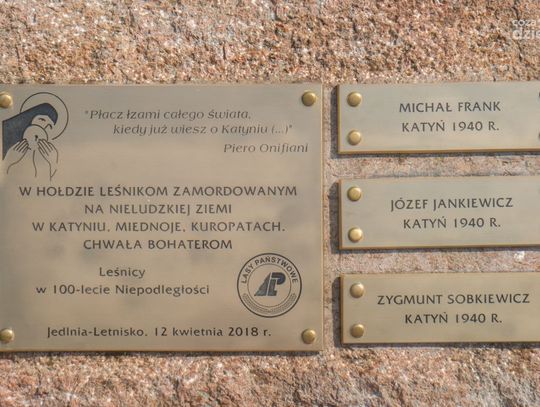 "Płacz łzami całego świata,
kiedy już wiesz o Katyniu (...)"
Piero Onifiani
W HOŁDZIE LEŚNIKOM ZAMORDOWANYM
NA NIELUDZKIEJ ZIEMI
W KATYNIU, MIEDNOJE, KUROPATACH.
CHWAŁA BOHATEROM
Leśnicy
w 100-lecie Niepodległości
LASY PAŃSTWOWE
Jedlnia-Letnisko, 12 kwietnia 2018 r.
MICHAŁ FRANK
KATYŃ 1940 R.
JÓZEF JANKIEWICZ
KATYŃ 1940 R.
ZYGMUNT SOBKIEWICZ
KATYŃ 1940 R.